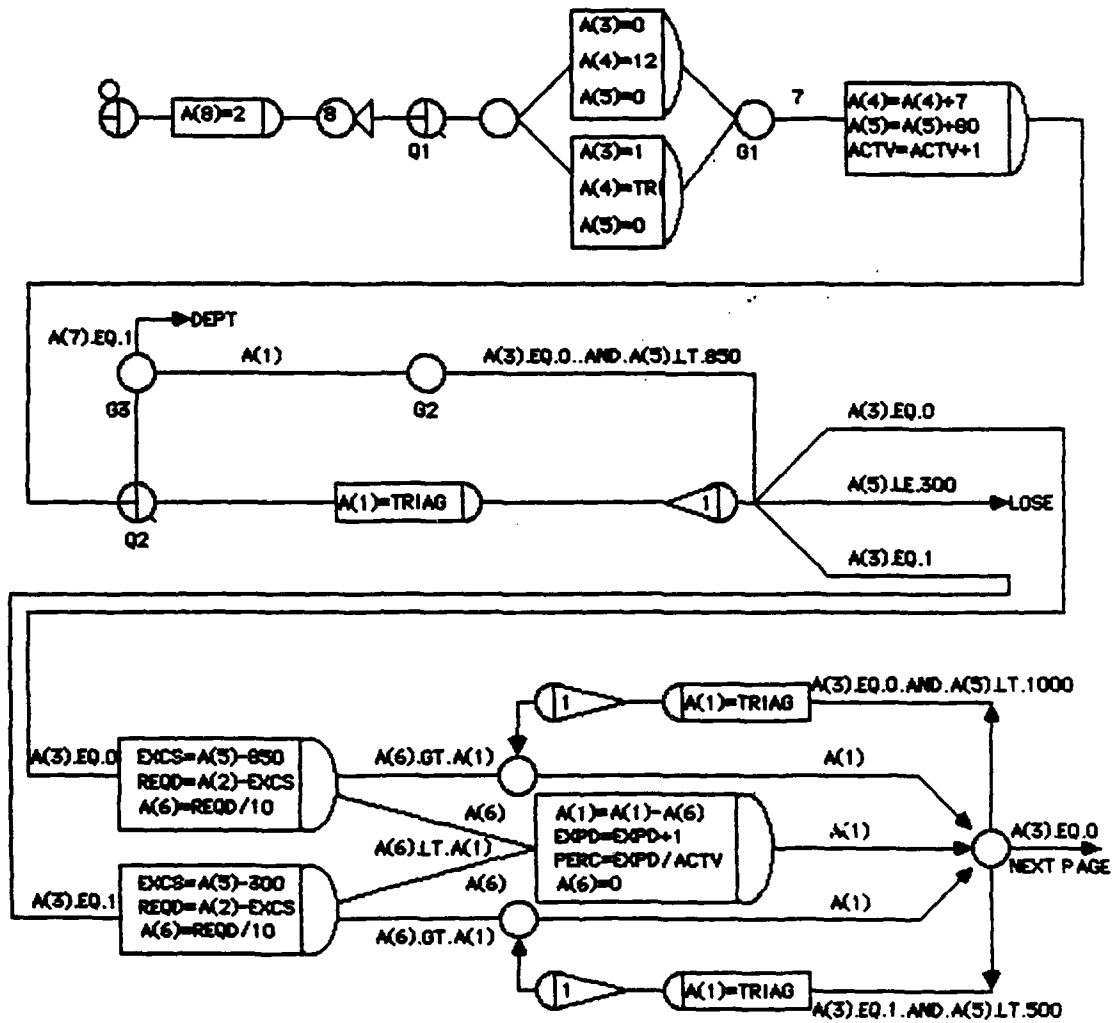 A(3)=0
A(4)=12
A(5)=0
A(8)=2
8
Q1
A(3)=1
A(4)=TRI
A(5)=0
G1
7
A(4)=A(4)+7
A(5)=A(5)+80
ACTV=ACTV+1
A(7).EQ.1
DEPT
A(1)
A(3).EQ.0..AND.A(5).LT.850
G3
G2
A(3).EQ.0
A(1)=TRIAG
1
A(5).LE.300
LOSE
Q2
A(3).EQ.1
1
A(1)=TRIAG
A(3).EQ.0.AND.A(5).LT.1000
A(3).EQ.0
EXCS=A(5)-850
REQD=A(2)-EXCS
A(6)=REQD/10
A(6).GT.A(1)
A(1)
A(6)
A(6).LT.A(1)
A(6)
A(1)=A(1)-A(6)
EXPD=EXPD+1
PERC=EXPD/ACTV
A(6)=0
A(1)
A(3).EQ.0
NEXT PAGE
A(3).EQ.1
EXCS=A(5)-300
REQD=A(2)-EXCS
A(6)=REQD/10
A(6).GT.A(1)
A(1)
1
A(1)=TRIAG
A(3).EQ.1.AND.A(5).LT.500